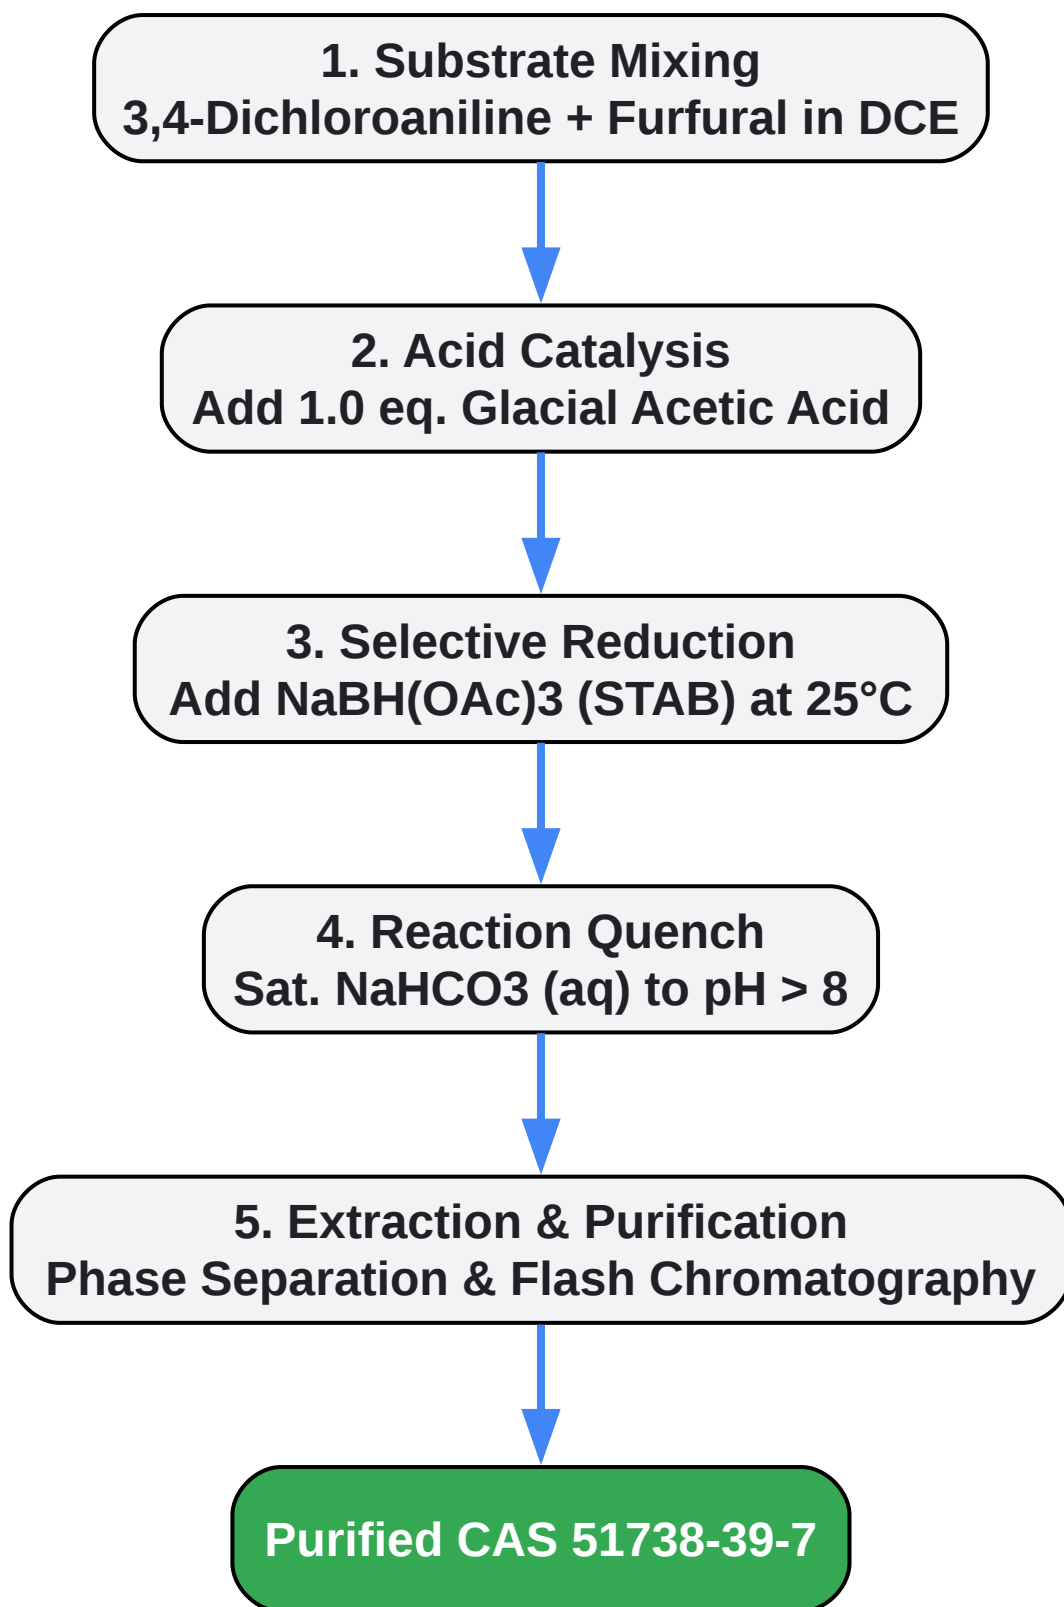 1. Substrate Mixing
3,4-Dichloroaniline + Furfural in DCE
2. Acid Catalysis
Add 1.0 eq. Glacial Acetic Acid
3. Selective Reduction
Add NaBH(OAc)3 (STAB) at 25°C
4. Reaction Quench
Sat. NaHCO3 (aq) to pH > 8
5. Extraction & Purification
Phase Separation & Flash Chromatography
Purified CAS 51738-39-7